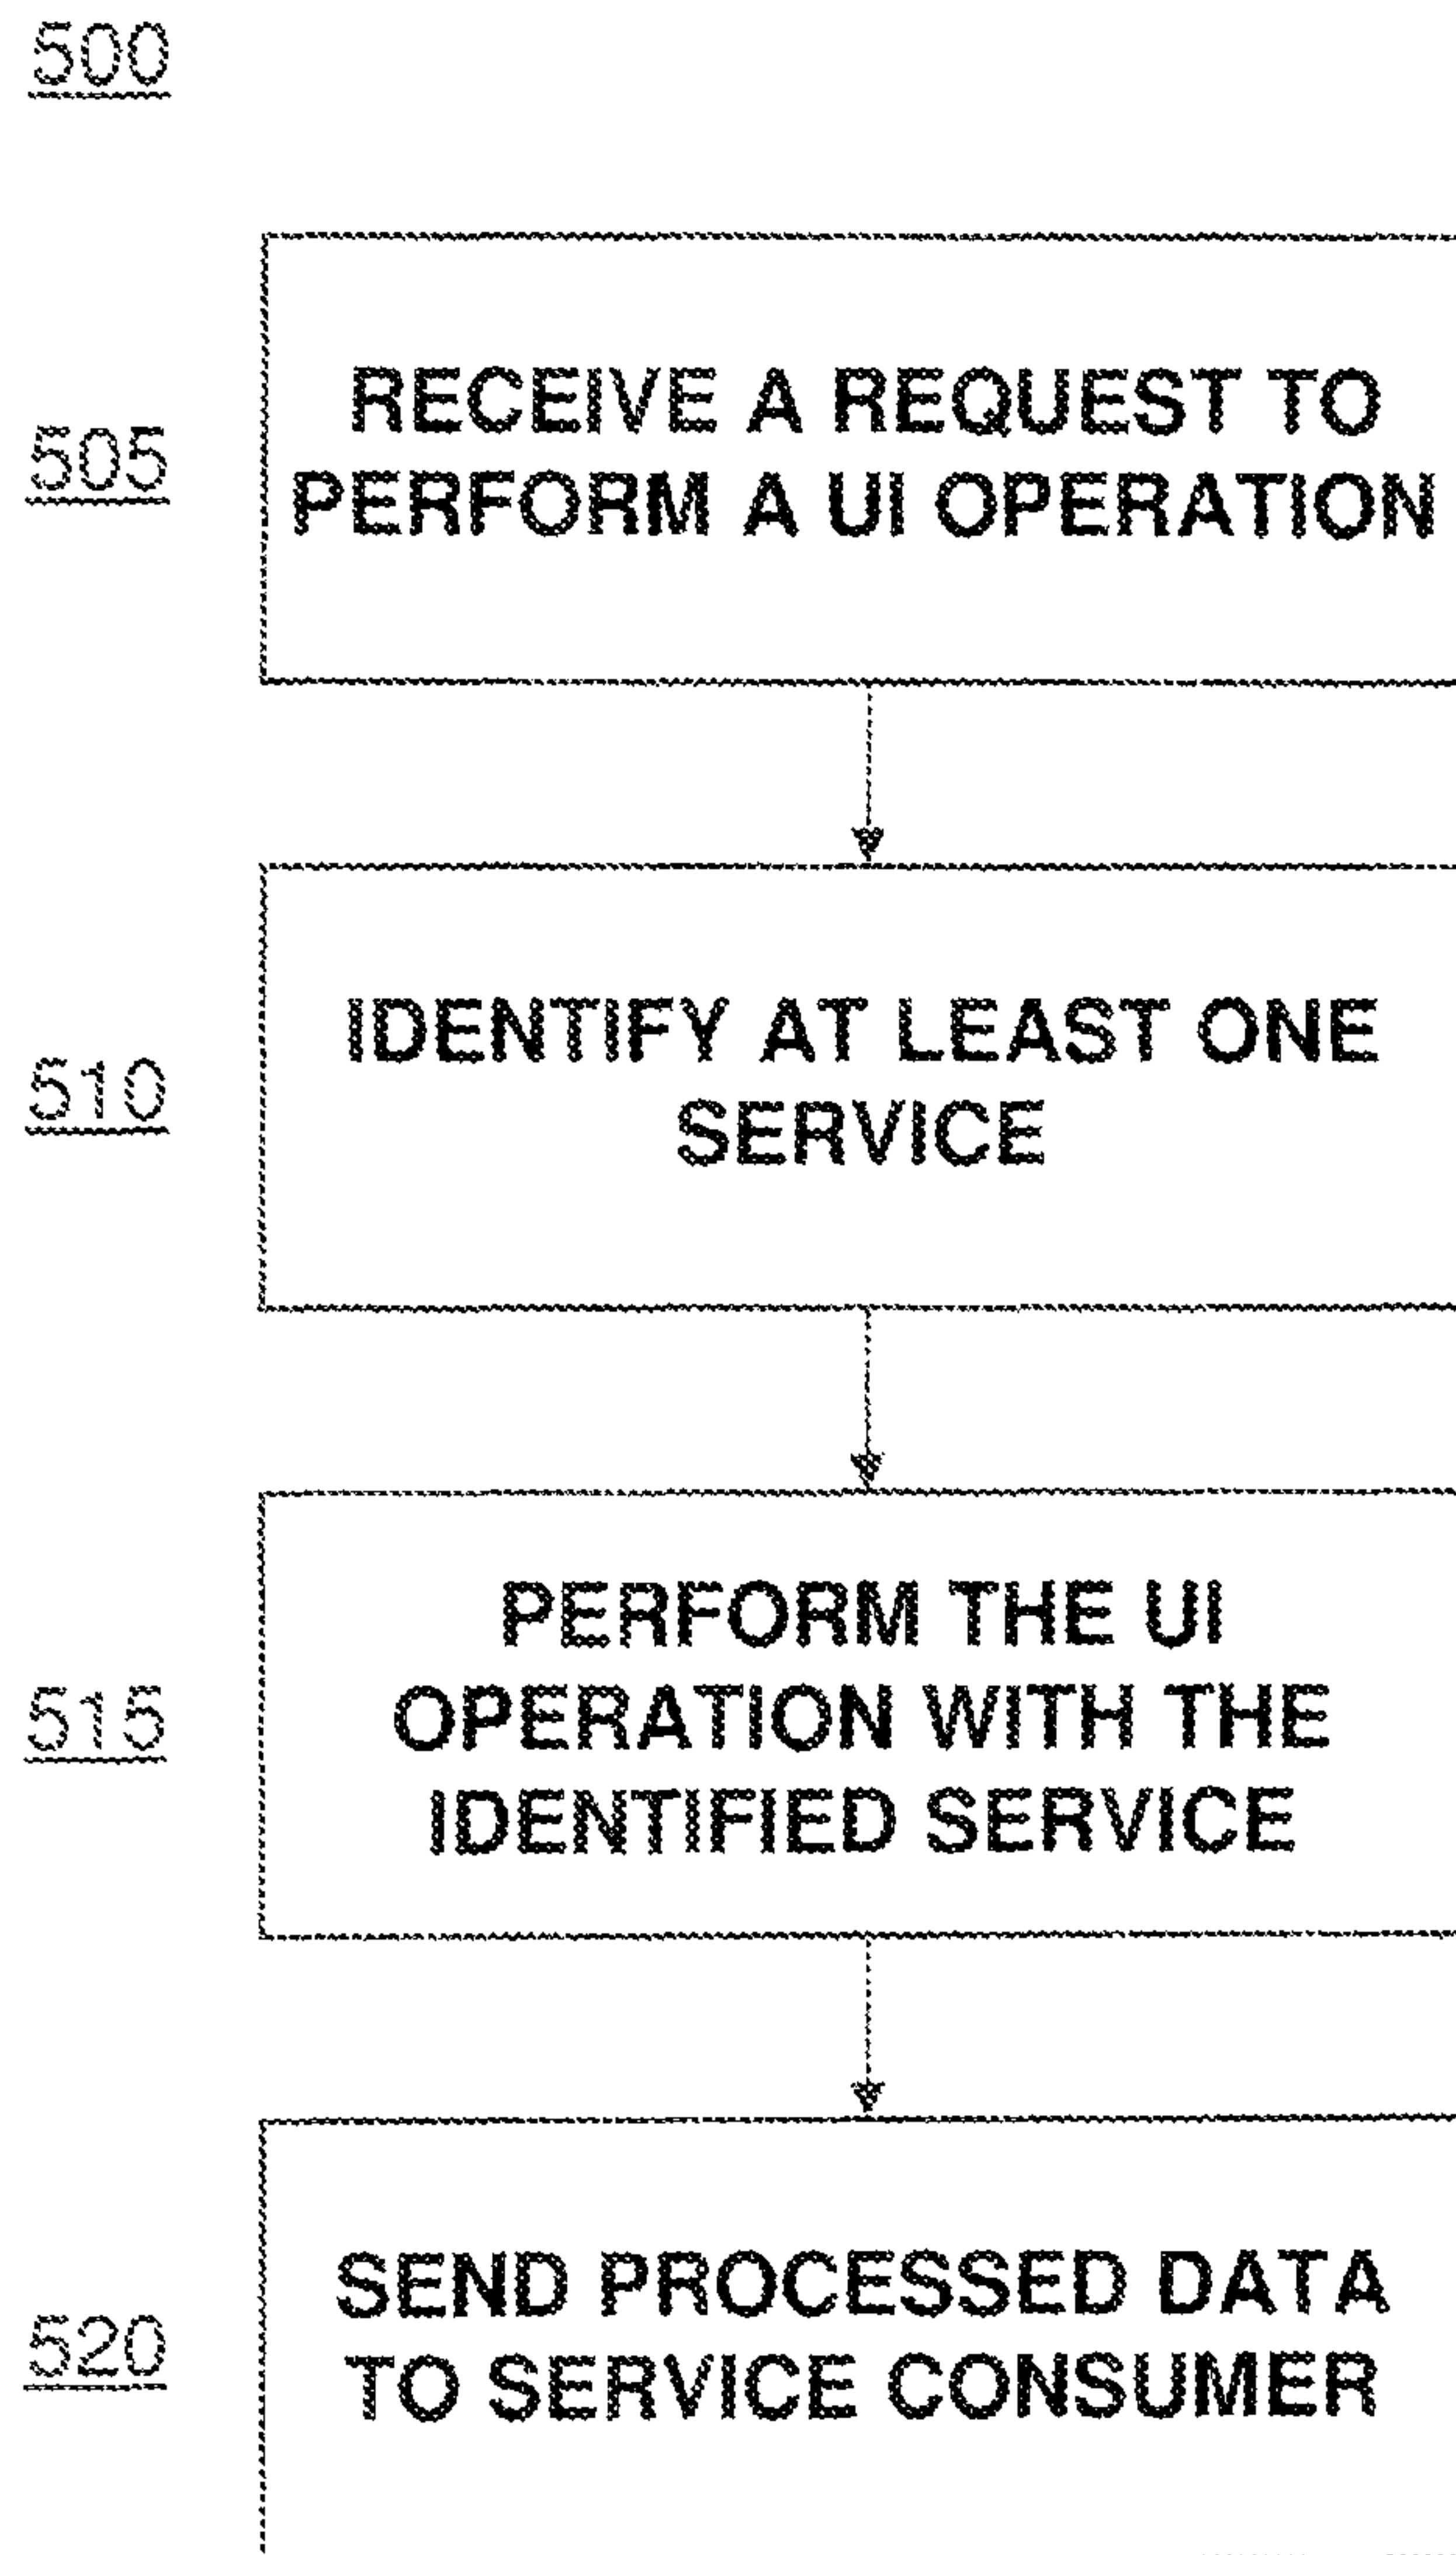 500
505
RECEIVE A REQUEST TO
PERFORM A UI OPERATION
510
IDENTIFY AT LEAST ONE
SERVICE
515
PERFORM THE UI
OPERATION WITH THE
IDENTIFIED SERVICE
520
SEND PROCESSED DATA
TO SERVICE CONSUMER